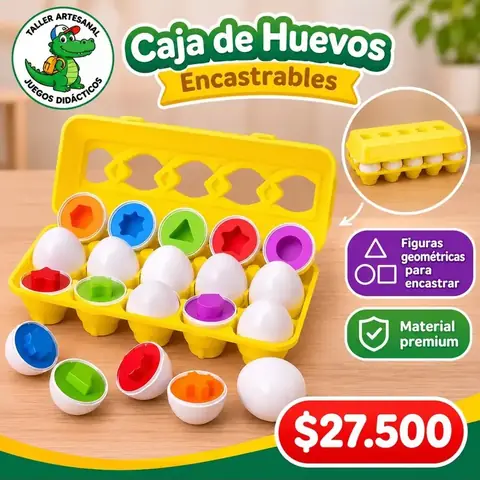 TALLER ARTESANAL
JUEGOS DIDÁCTICOS
Caja de Huevos
Encastrables
Figuras
geométricas
para
encastrar
Material
premium
$27.500